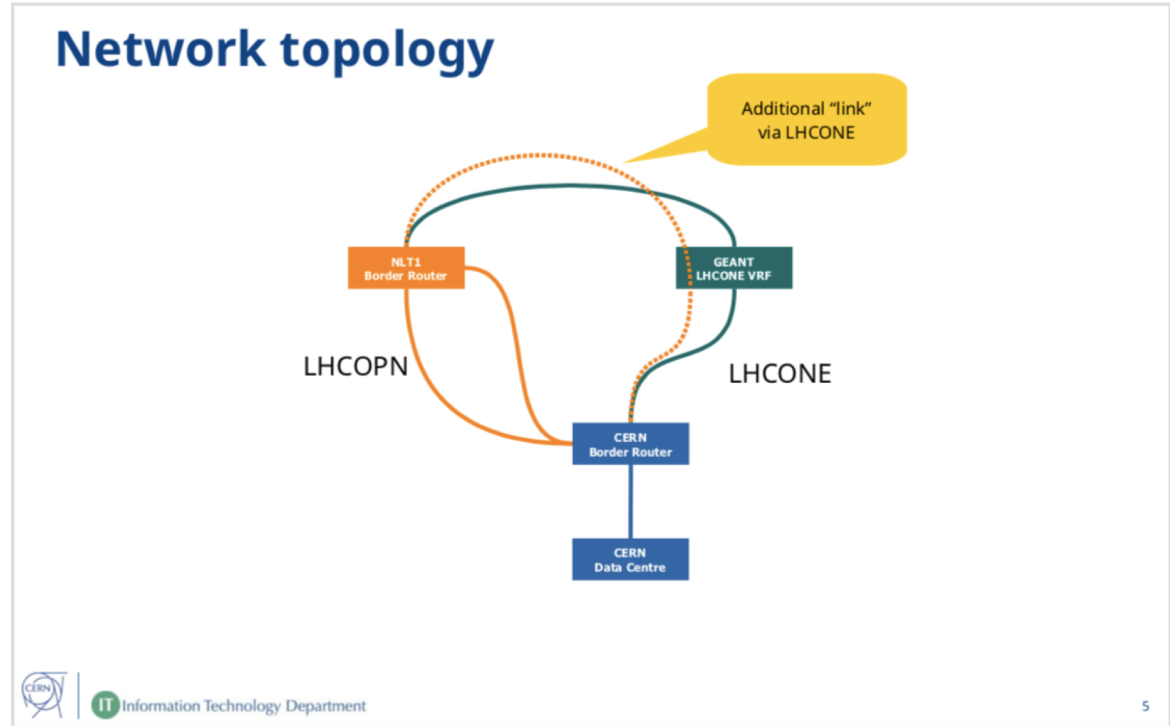 Network topology
Additional “link”
via LHCONE
NLT1
Border Router
GEANT
LHCONE VRF
LHCOPN
LHCONE
CERN
Border Router
CERN
Data Centre
CERN
IT Information Technology Department
5